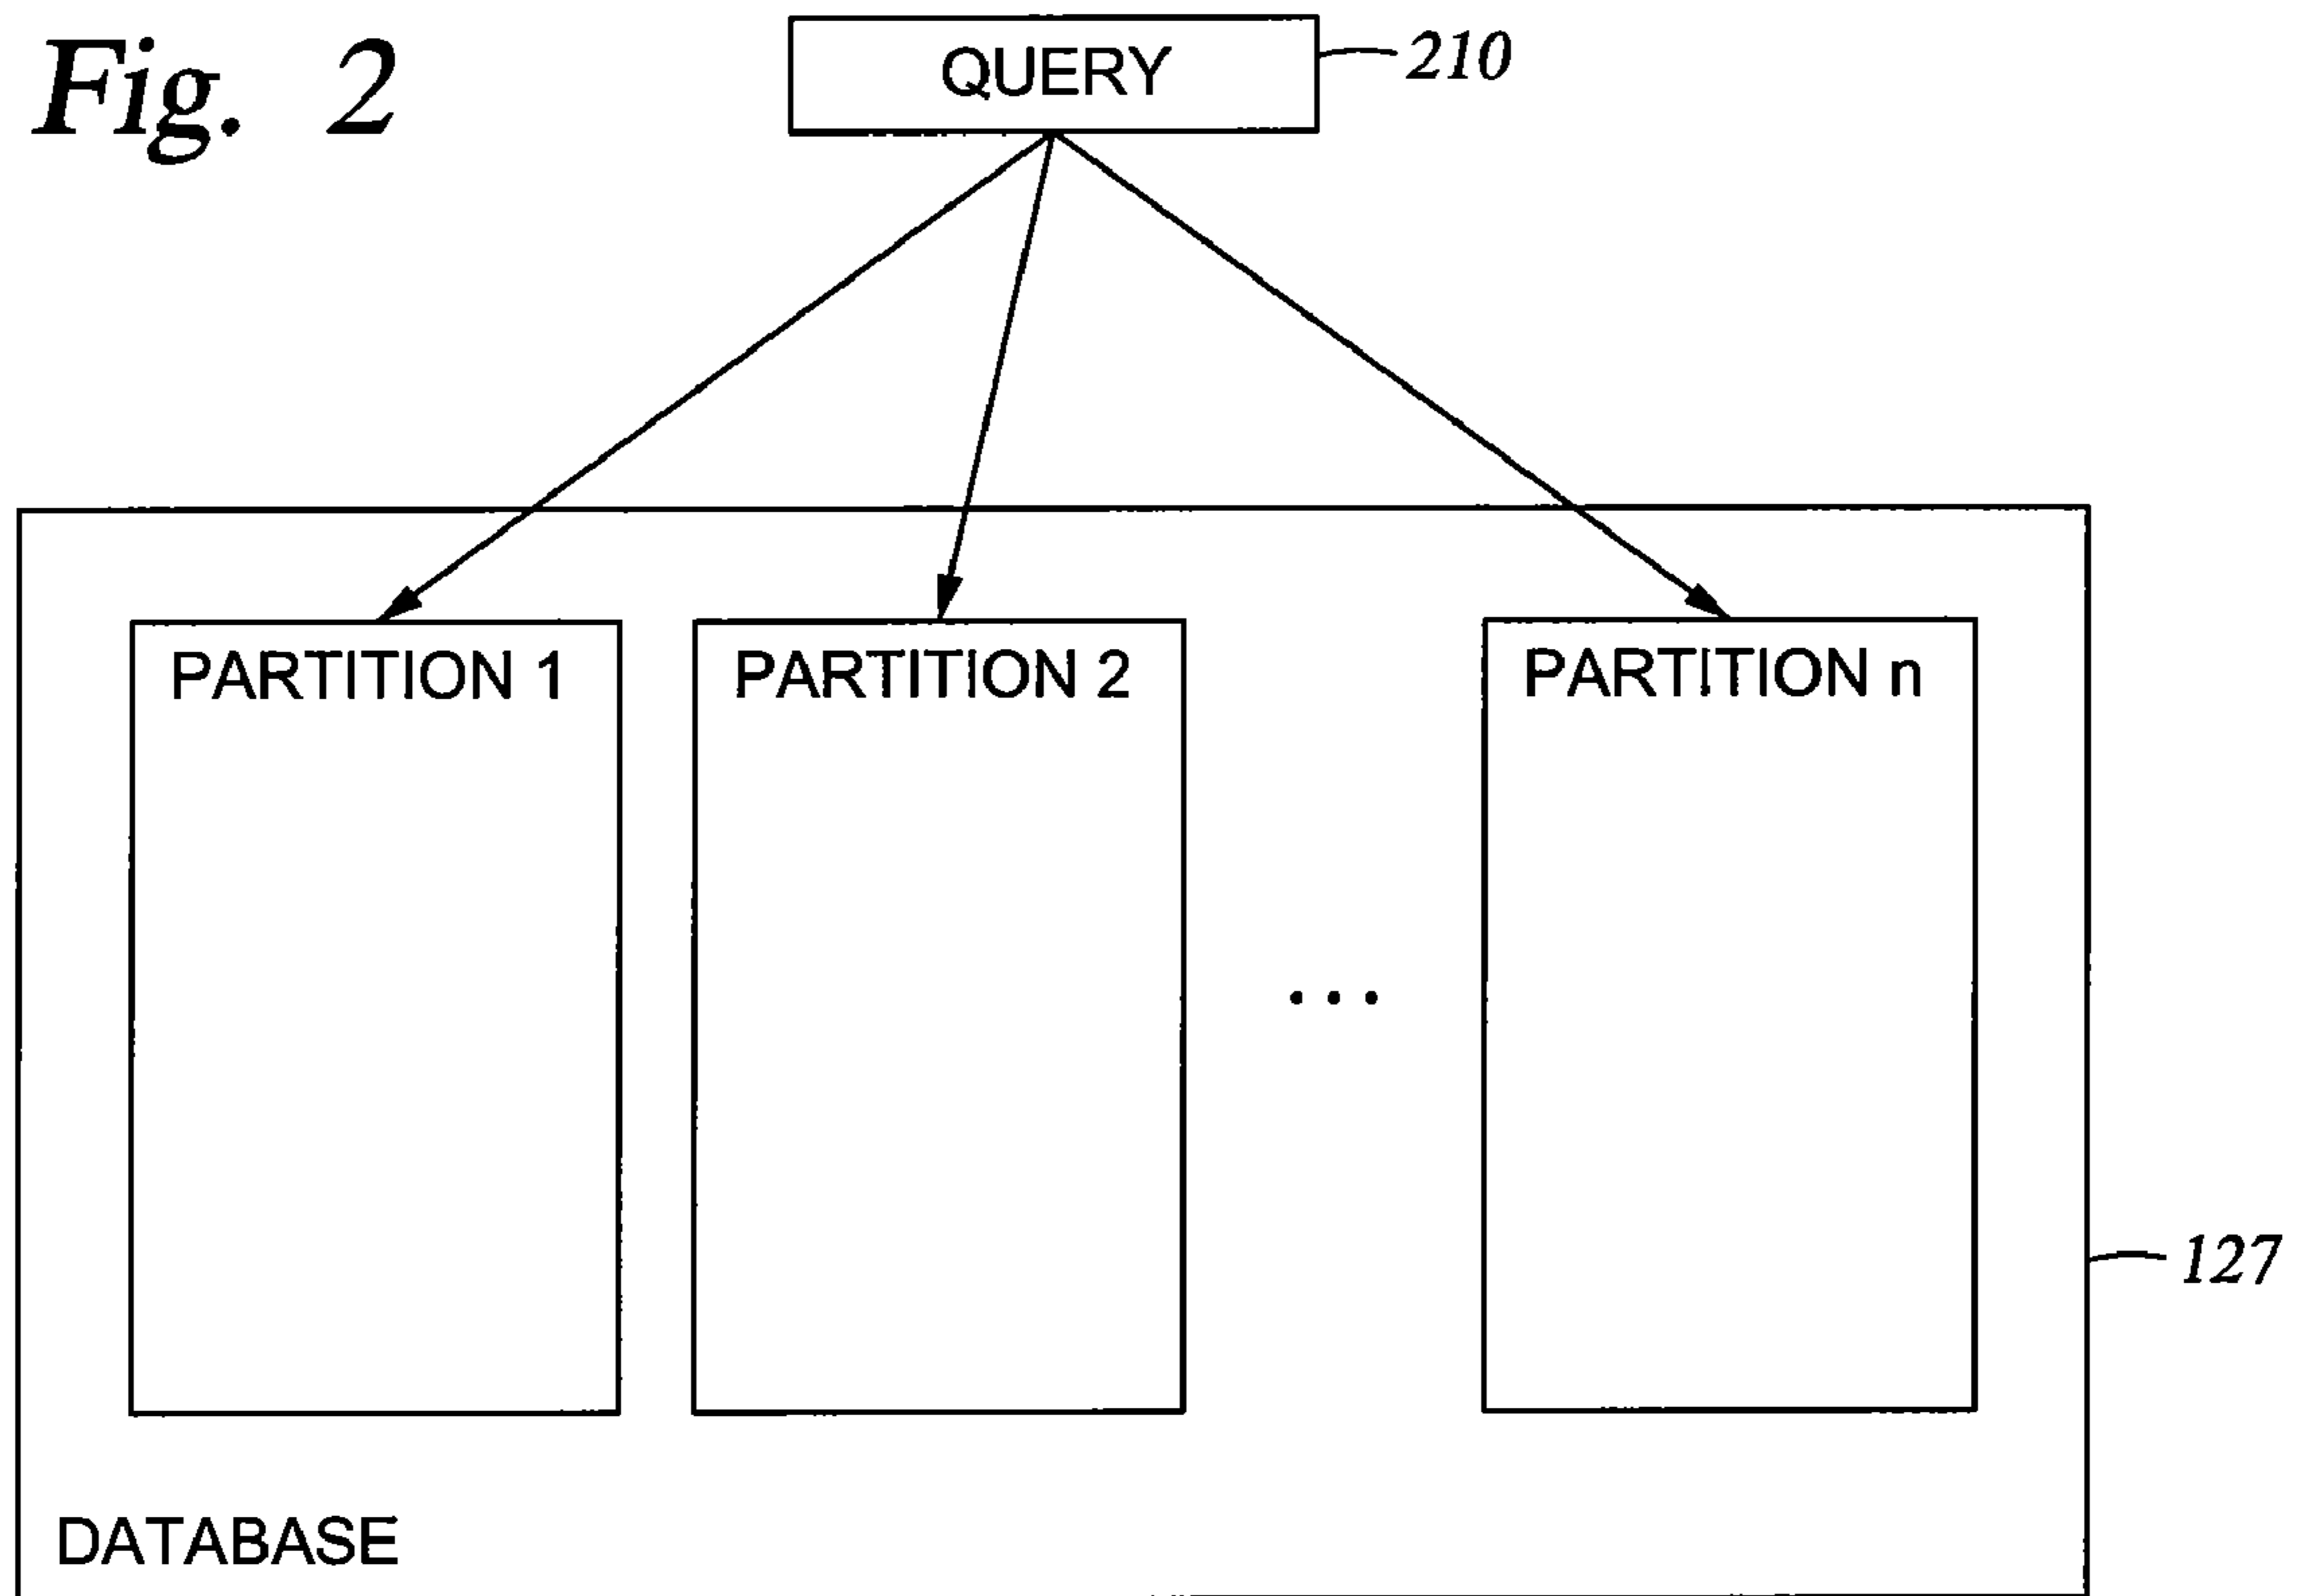 Fig. 2
QUERY
210
PARTITION 1
PARTITION 2
...
PARTITION n
127
DATABASE